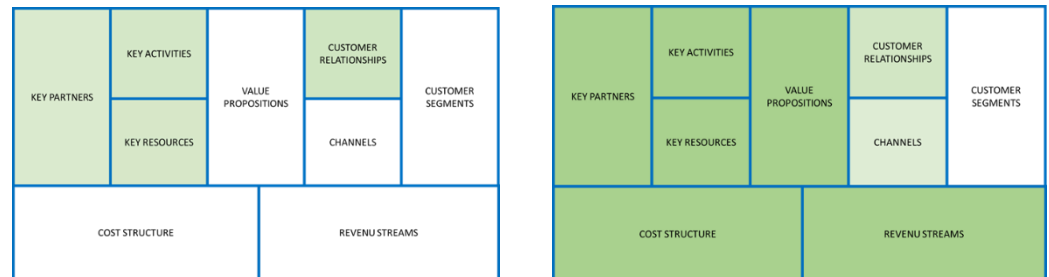 KEY PARTNERS
KEY ACTIVITIES
KEY RESOURCES
VALUE
PROPOSITIONS
CUSTOMER
RELATIONSHIPS
CHANNELS
CUSTOMER
SEGMENTS
COST STRUCTURE
REVENU STREAMS
KEY PARTNERS
KEY ACTIVITIES
KEY RESOURCES
VALUE
PROPOSITIONS
CUSTOMER
RELATIONSHIPS
CHANNELS
CUSTOMER
SEGMENTS
COST STRUCTURE
REVENU STREAMS